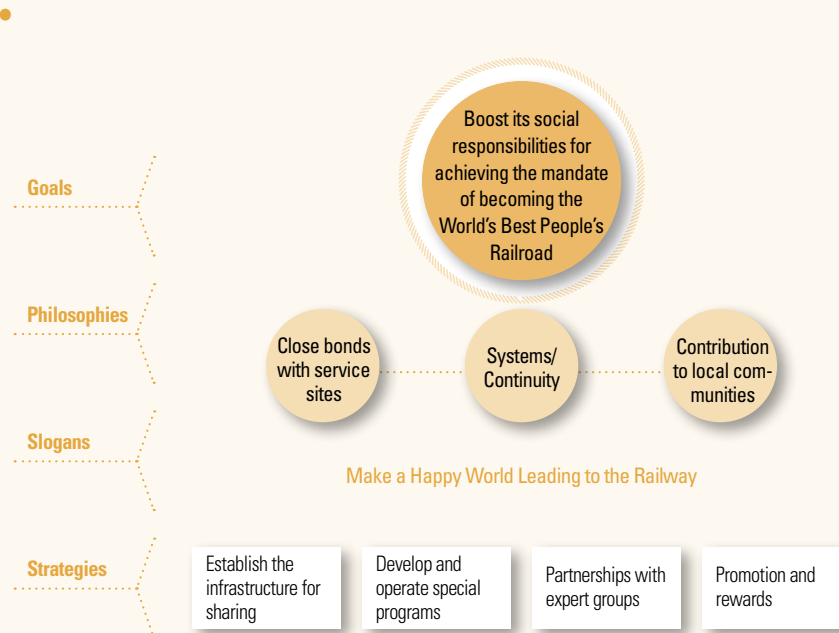 Goals
Boost its social
responsibilities for
achieving the mandate
of becoming the
World's Best People's
Railroad
Philosophies
Close bonds
with service
sites
Systems/
Continuity
Contribution
to local com-
munities
Slogans
Make a Happy World Leading to the Railway
Strategies
Establish the
infrastructure for
sharing
Develop and
operate special
programs
Partnerships with
expert groups
Promotion and
rewards